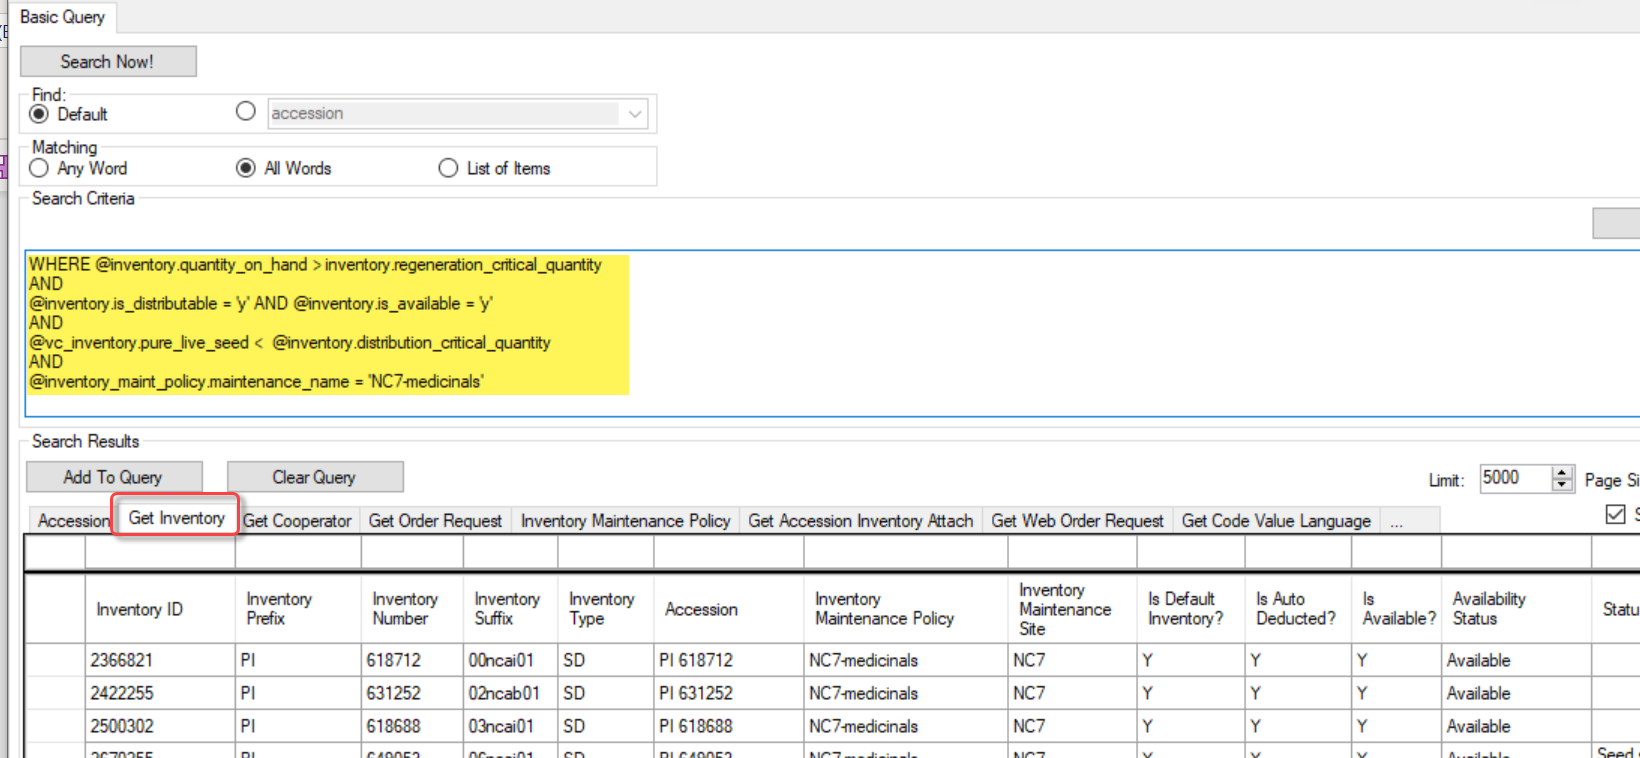 Basic Query
Search Now!
Find:
Default
accession
Matching
Any Word
All Words
List of Items
Search Criteria
WHERE @inventory.quantity_on_hand > inventory.regeneration_critical_quantity
AND
@inventory.is_distributable = 'y' AND @inventory.is_available = 'y'
AND
@vc_inventory.pure_live_seed < @inventory.distribution_critical_quantity
AND
@inventory_maint_policy.maintenance_name = 'NC7-medicinals'
Search Results
Add To Query Clear Query Limit: 5000 Page Si
Accession Get Inventory Get Cooperator Get Order Request Inventory Maintenance Policy Get Accession Inventory Attach Get Web Order Request Get Code Value Language ... S
Inventory ID
Inventory
Prefix
Inventory
Number
Inventory
Suffix
Inventory
Type
Accession
Inventory
Maintenance Policy
Inventory
Maintenance
Site
Is Default
Inventory?
Is Auto
Deducted?
Is
Available?
Availability
Status
Statu
2366821 PI 618712 00ncai01 SD PI 618712 NC7-medicinals NC7 Y Y Y Available
2422255 PI 631252 02ncab01 SD PI 631252 NC7-medicinals NC7 Y Y Y Available
2500302 PI 618688 03ncai01 SD PI 618688 NC7-medicinals NC7 Y Y Y Available